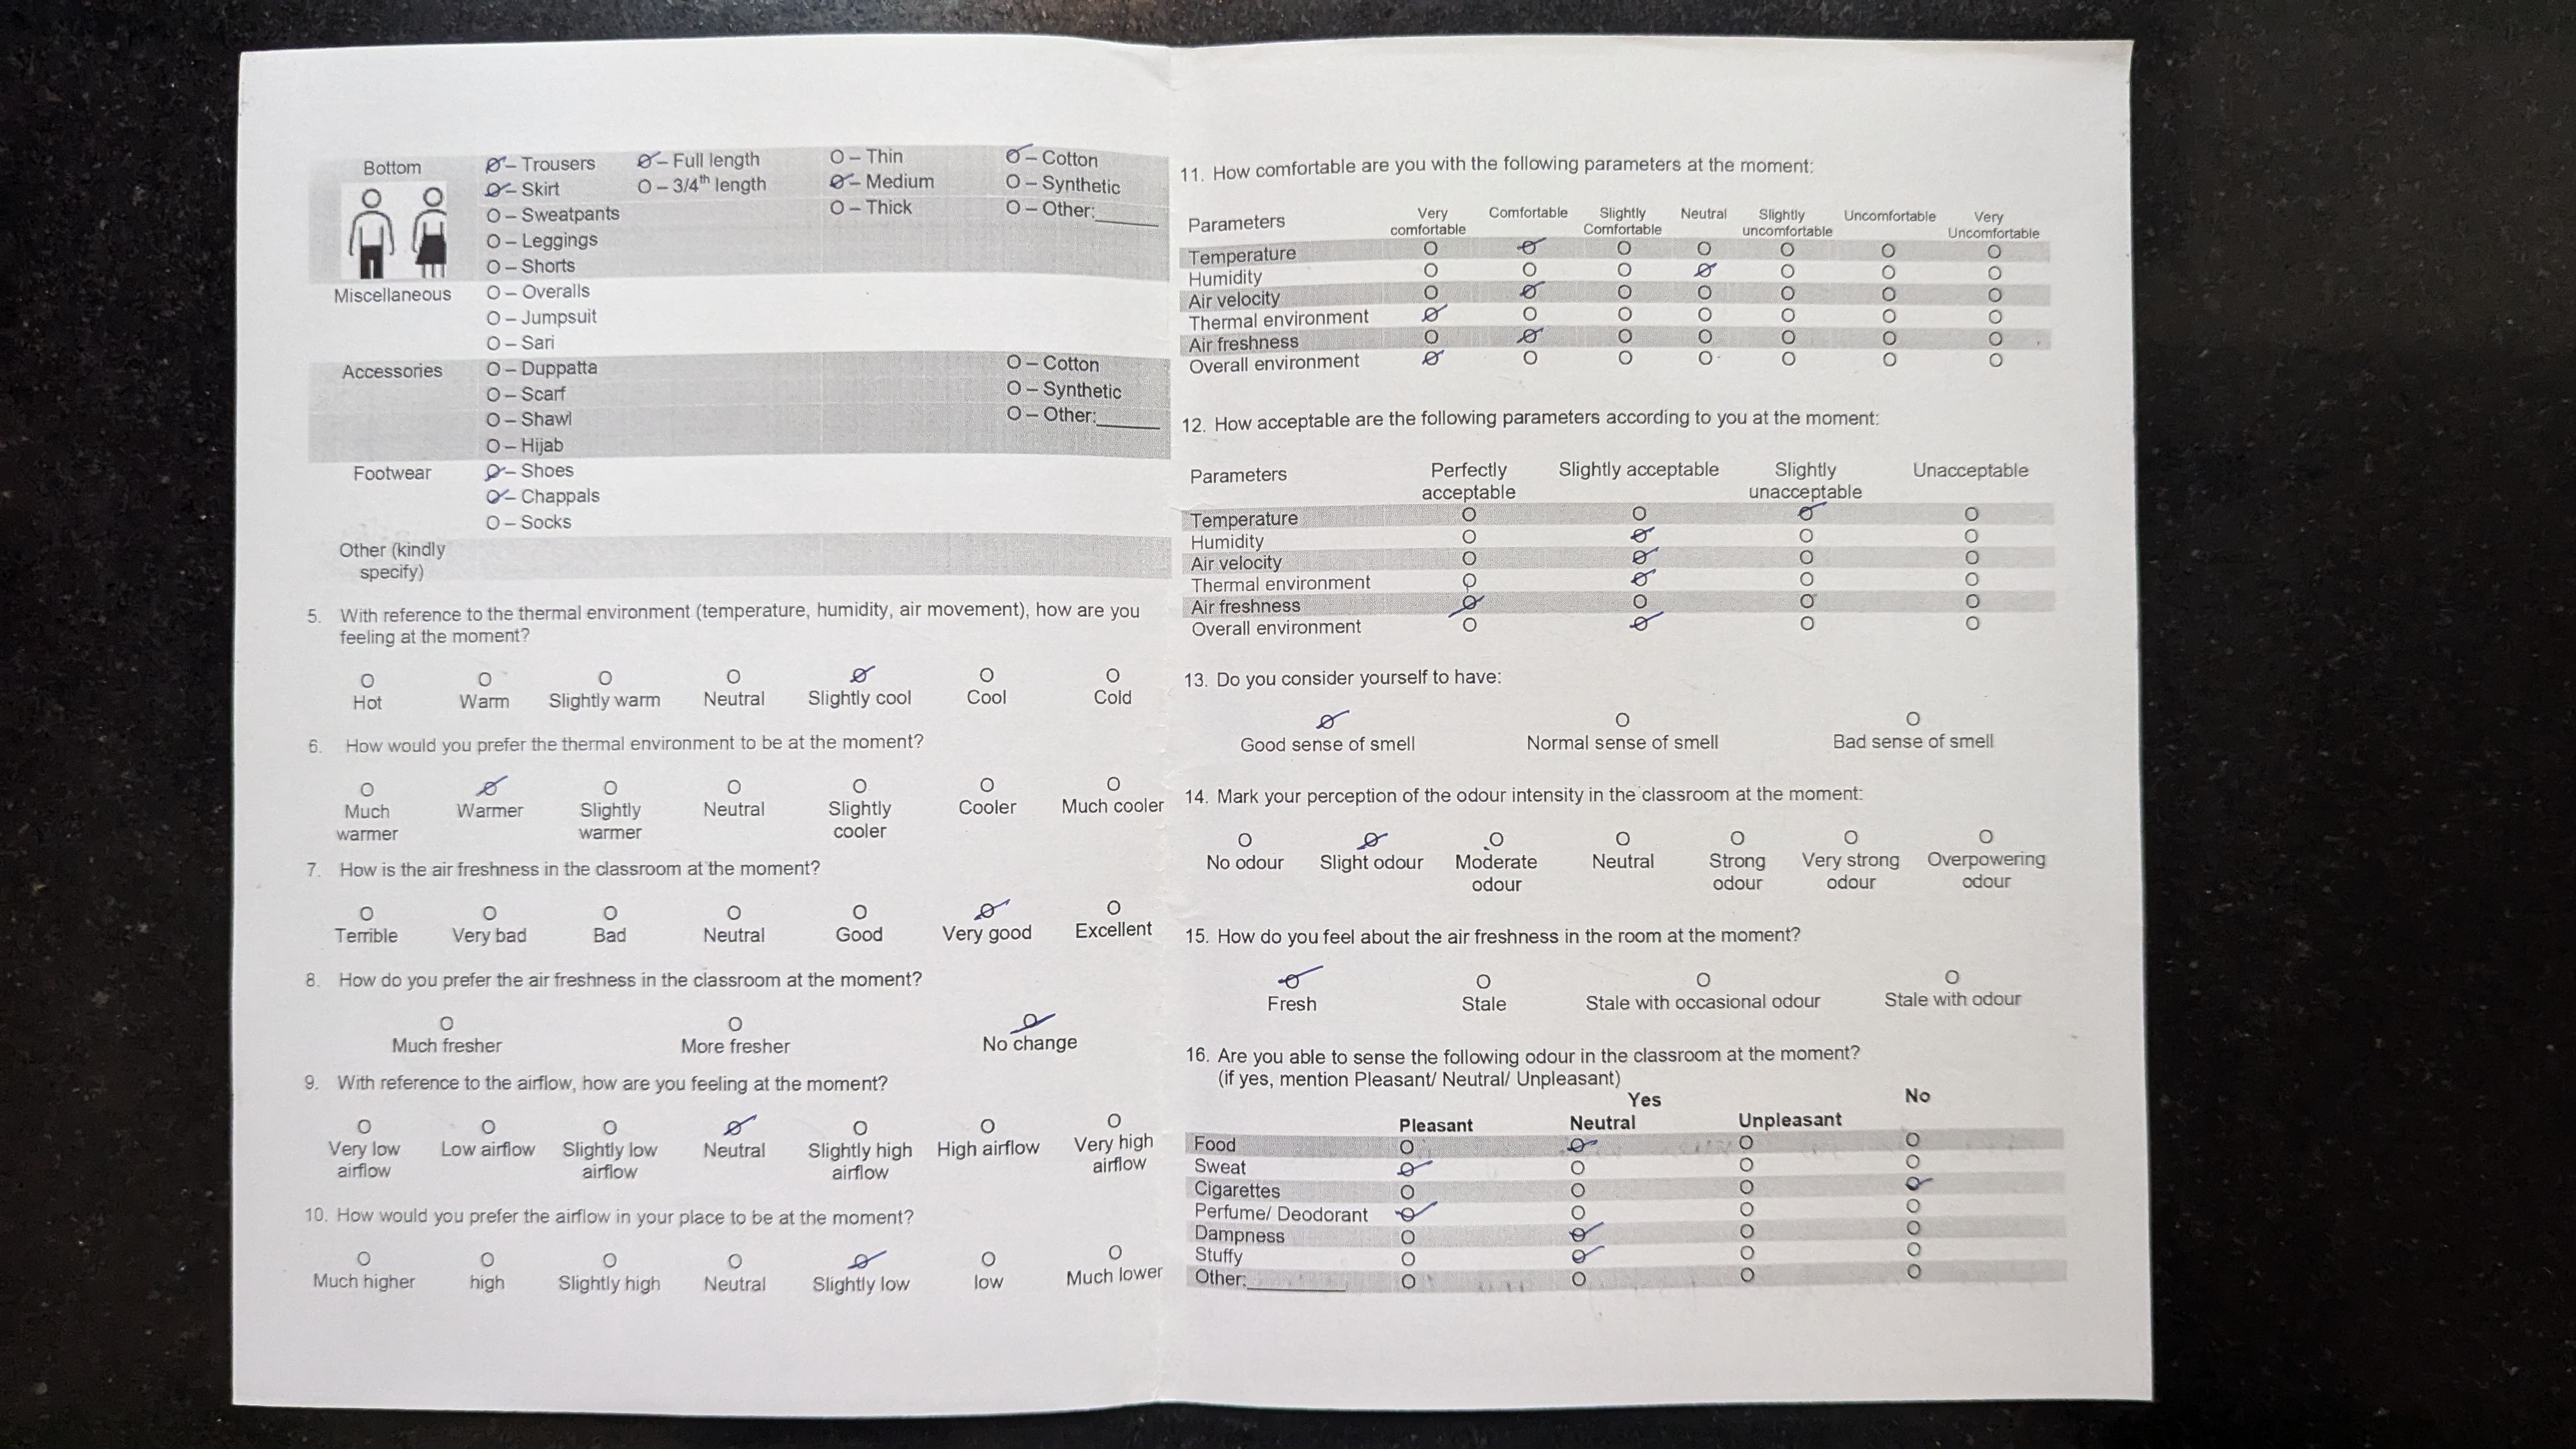 Bottom O – Trousers O – Full length O – Thin O – Cotton
O – Skirt O – 3/4th length O – Medium O – Synthetic
O – Sweatpants O – Thick O – Other:______
O – Leggings
O – Shorts
Miscellaneous O – Overalls
O – Jumpsuit
O – Sari
Accessories O – Duppatta O – Cotton
O – Scarf O – Synthetic
O – Shawl O – Other:______
O – Hijab
Footwear O – Shoes
O – Chappals
O – Socks
Other (kindly
specify)
5. With reference to the thermal environment (temperature, humidity, air movement), how are you
feeling at the moment?
O O O O O O O
Hot Warm Slightly warm Neutral Slightly cool Cool Cold
6. How would you prefer the thermal environment to be at the moment?
O O O O O O O
Much Warmer Slightly Neutral Slightly Cooler Much cooler
warmer warmer cooler
7. How is the air freshness in the classroom at the moment?
O O O O O O O
Terrible Very bad Bad Neutral Good Very good Excellent
8. How do you prefer the air freshness in the classroom at the moment?
O O O
Much fresher More fresher No change
9. With reference to the airflow, how are you feeling at the moment?
O O O O O O O
Very low Low airflow Slightly low Neutral Slightly high High airflow Very high
airflow airflow airflow airflow
10. How would you prefer the airflow in your place to be at the moment?
O O O O O O O
Much higher high Slightly high Neutral Slightly low low Much lower
11. How comfortable are you with the following parameters at the moment:
Parameters Very Comfortable Slightly Neutral Slightly Uncomfortable Very
comfortable Comfortable uncomfortable Uncomfortable
Temperature O O O O O O O
Humidity O O O O O O O
Air velocity O O O O O O O
Thermal environment O O O O O O O
Air freshness O O O O O O O
Overall environment O O O O O O O
12. How acceptable are the following parameters according to you at the moment:
Parameters Perfectly Slightly acceptable Slightly Unacceptable
acceptable unacceptable
Temperature O O O O
Humidity O O O O
Air velocity O O O O
Thermal environment O O O O
Air freshness O O O O
Overall environment O O O O
13. Do you consider yourself to have:
O O O
Good sense of smell Normal sense of smell Bad sense of smell
14. Mark your perception of the odour intensity in the classroom at the moment:
O O O O O O O
No odour Slight odour Moderate Neutral Strong Very strong Overpowering
odour odour odour odour
15. How do you feel about the air freshness in the room at the moment?
O O O O
Fresh Stale Stale with occasional odour Stale with odour
16. Are you able to sense the following odour in the classroom at the moment?
(if yes, mention Pleasant/ Neutral/ Unpleasant)
Yes No
Pleasant Neutral Unpleasant
Food O O O O
Sweat O O O O
Cigarettes O O O O
Perfume/ Deodorant O O O O
Dampness O O O O
Stuffy O O O O
Other:__________ O O O O